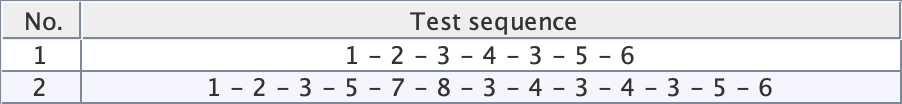 No. Test sequence
1 1 – 2 – 3 – 4 – 3 – 5 – 6
2 1 – 2 – 3 – 5 – 7 – 8 – 3 – 4 – 3 – 4 – 3 – 5 – 6